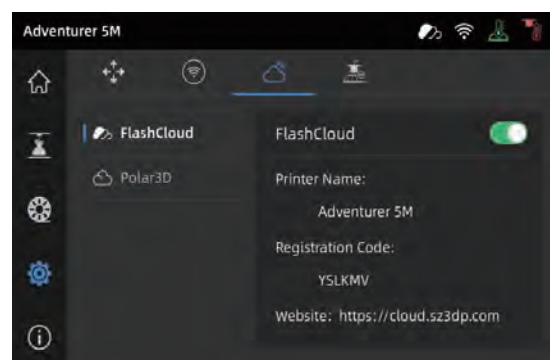 Adventurer 5M
FlashCloud
Polar3D
FlashCloud
Printer Name:
Adventurer 5M
Registration Code:
YSLKMV
Website: https://cloud.sz3dp.com